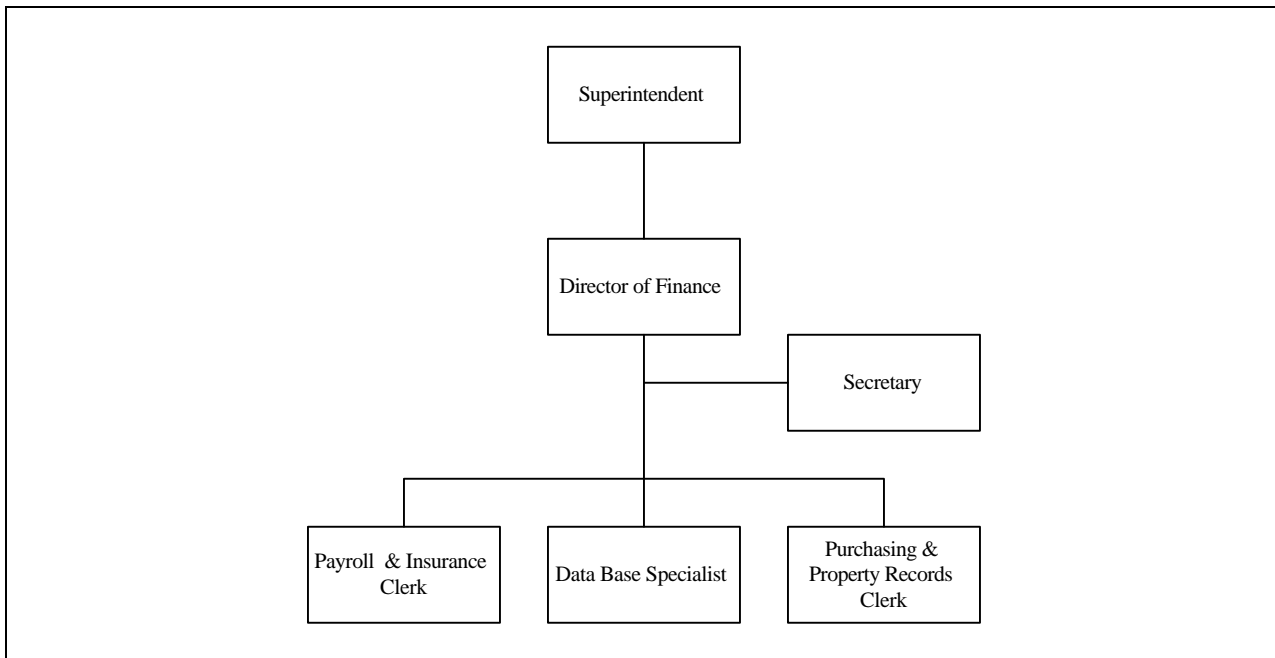 Superintendent
Director of Finance
Secretary
Payroll & Insurance
Clerk
Data Base Specialist
Purchasing &
Property Records
Clerk